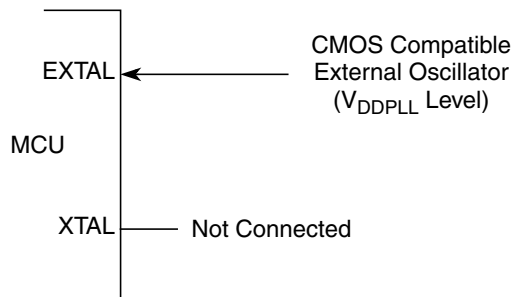 CMOS Compatible
EXTAL
External Oscillator
(VDDPLL Level)
MCU
XTAL
Not Connected